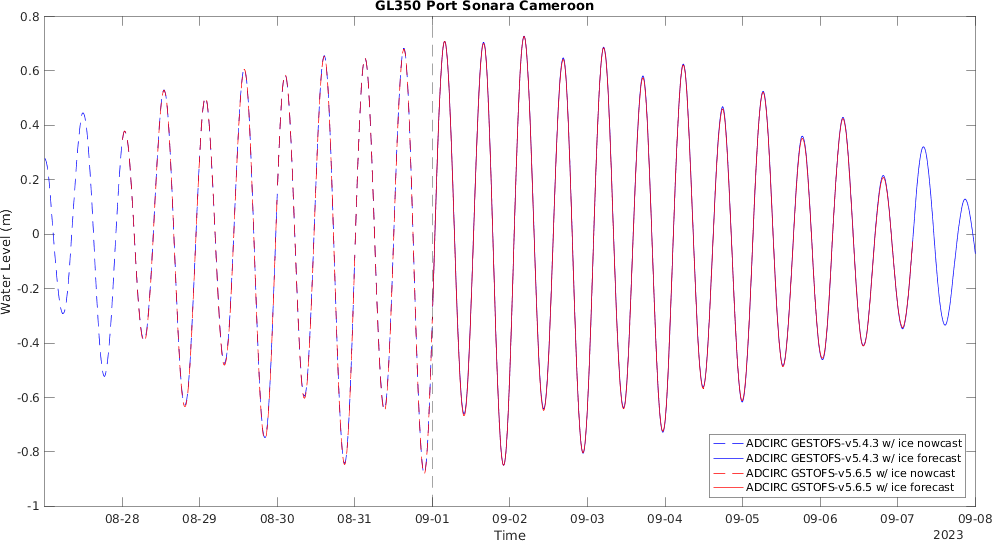 GL350 Port Sonara Cameroon
0.8
0.6
0.4
0.2
0
-0.2
-0.4
-0.6
-0.8
-1
Water Level (m)
ADCIRC GESTOFS-v5.4.3 w/ ice nowcast
ADCIRC GESTOFS-v5.4.3 w/ ice forecast
ADCIRC GSTOFS-v5.6.5 w/ ice nowcast
ADCIRC GSTOFS-v5.6.5 w/ ice forecast
08-28 08-29 08-30 08-31 09-01 09-02 09-03 09-04 09-05 09-06 09-07 09-08
Time
2023